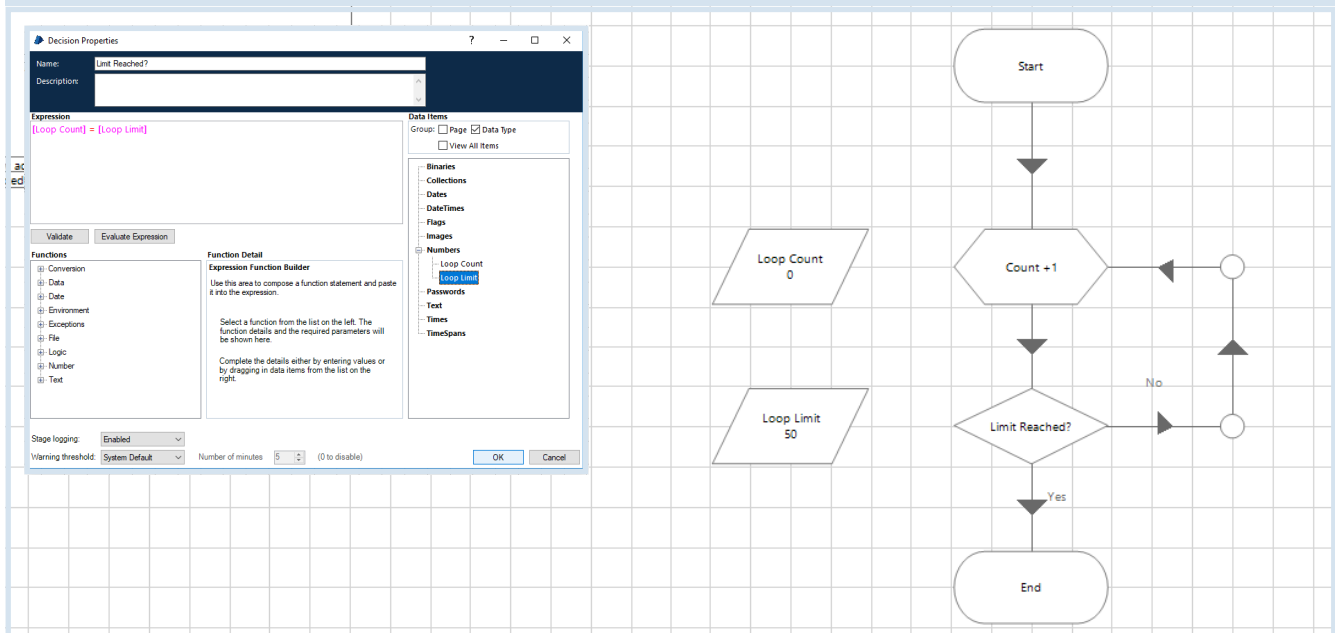 Decision Properties
?
Name:
Limit Reached?
Description:
Expression
[Loop Count] = [Loop Limit]
Data Items
Group: Page Data Type
View All Items
Binaries
Collections
Dates
DateTimes
Flags
Images
Numbers
Loop Count
Loop Limit
Passwords
Text
Times
TimeSpans
Validate
Evaluate Expression
Functions
Conversion
Data
Date
Environment
Exceptions
File
Logic
Number
Text
Function Detail
Expression Function Builder
Use this area to compose a function statement and paste
it into the expression.
Select a function from the list on the left. The
function details and the required parameters will
be shown here.
Complete the details either by entering values or
by dragging in data items from the list on the
right.
Stage logging: Enabled
Warning threshold: System Default Number of minutes 5 (0 to disable)
OK
Cancel
Start
Loop Count
0
Count +1
Loop Limit
50
Limit Reached?
No
Yes
End